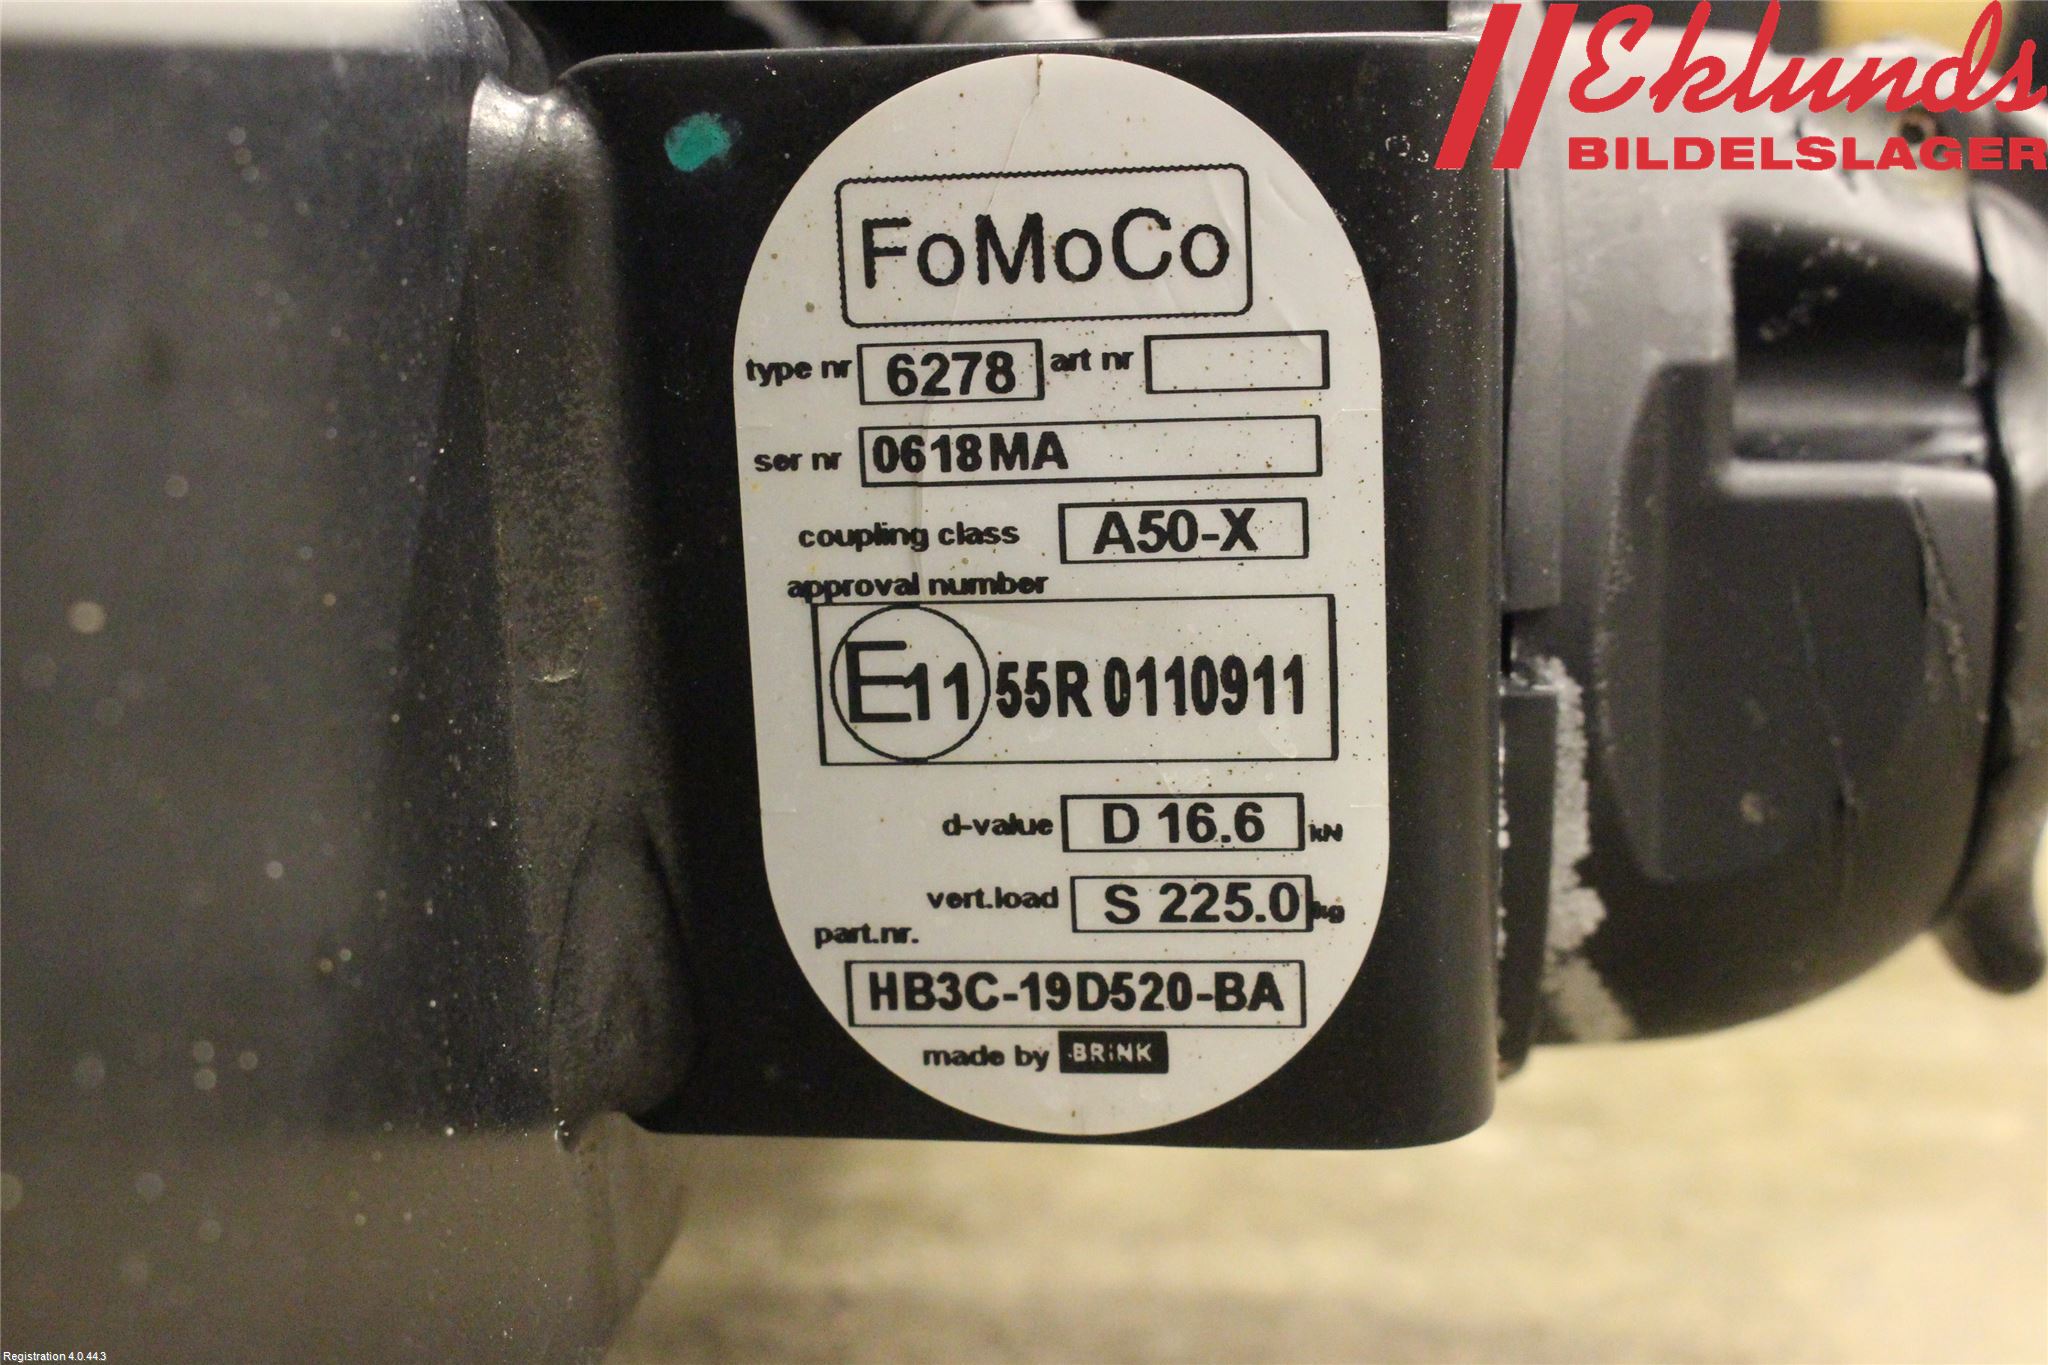 Eklunds
BILDELSLAGER
FoMoCo
type nr 6278 art nr
ser nr 0618MA
coupling class A50-X
approval number
E11 55R 0110911
d-value D 16.6 kN
vert.load S 225.0 kg
part.nr.
HB3C-19D520-BA
made by BRiNK
Registration 4.0.44.3